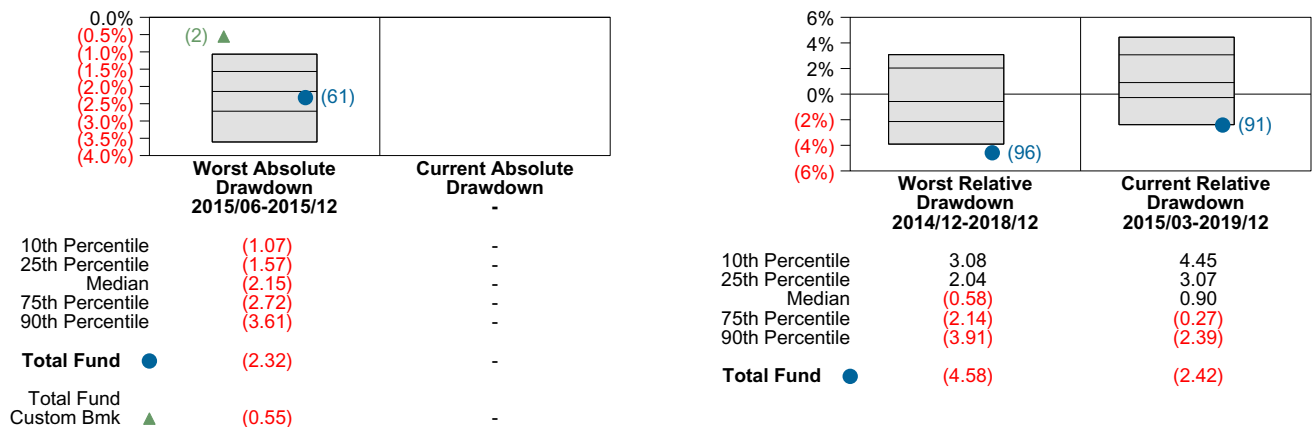 0.0%
(0.5%)
(1.0%)
(1.5%)
(2.0%)
(2.5%)
(3.0%)
(3.5%)
(4.0%)
(2) ▲
(61)
Worst Absolute
Drawdown
2015/06-2015/12
Current Absolute
Drawdown
-
10th Percentile (1.07) -
25th Percentile (1.57) -
Median (2.15) -
75th Percentile (2.72) -
90th Percentile (3.61) -
Total Fund ● (2.32) -
Total Fund
Custom Bmk ▲ (0.55) -
6%
4%
2%
0%
(2%)
(4%)
(6%)
(96)
(91)
Worst Relative
Drawdown
2014/12-2018/12
Current Relative
Drawdown
2015/03-2019/12
10th Percentile 3.08 4.45
25th Percentile 2.04 3.07
Median (0.58) 0.90
75th Percentile (2.14) (0.27)
90th Percentile (3.91) (2.39)
Total Fund ● (4.58) (2.42)